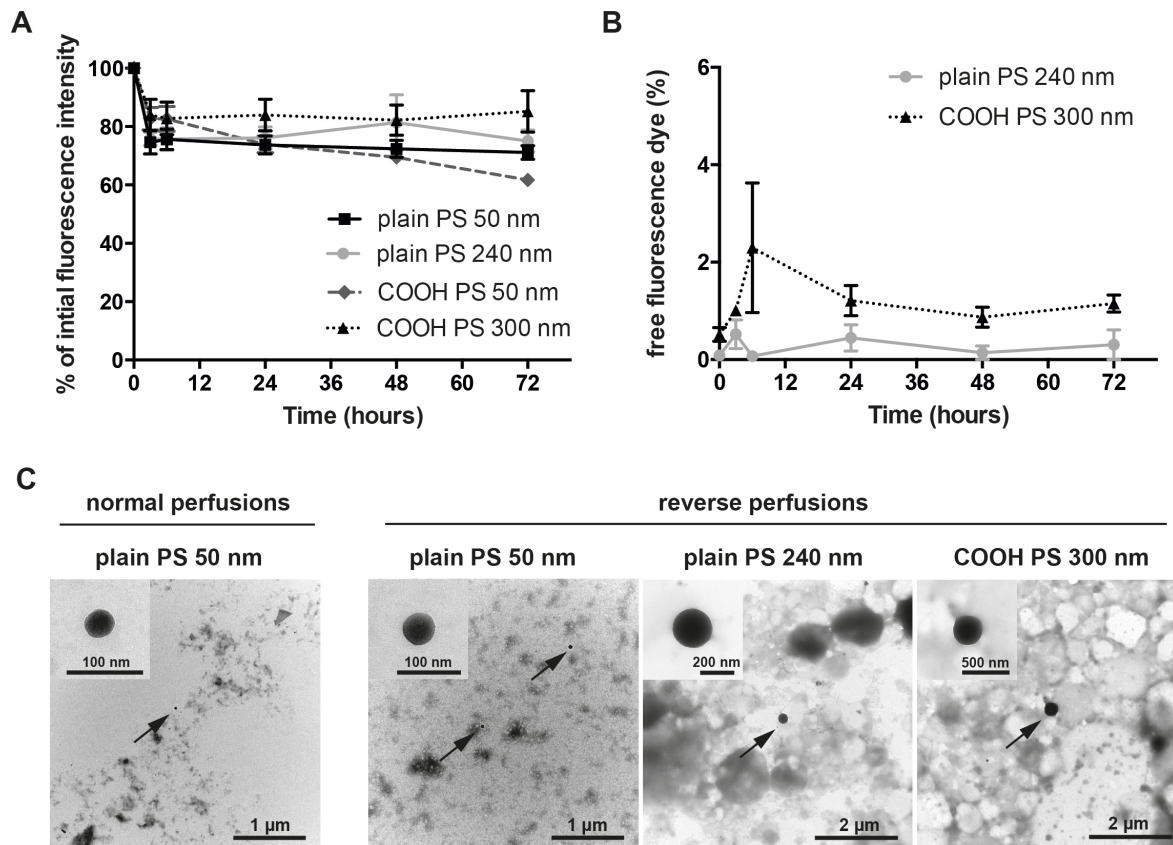 A
% of intial fluorescence intensity
100
80
60
40
20
0
0 12 24 36 48 60 72
Time (hours)
plain PS 50 nm
plain PS 240 nm
COOH PS 50 nm
COOH PS 300 nm
B
free fluorescence dye (%)
6
4
2
0
0 12 24 36 48 60 72
Time (hours)
plain PS 240 nm
COOH PS 300 nm
C
normal perfusions
reverse perfusions
plain PS 50 nm
plain PS 50 nm
plain PS 240 nm
COOH PS 300 nm
100 nm
100 nm
200 nm
500 nm
1 µm
1 µm
2 µm
2 µm